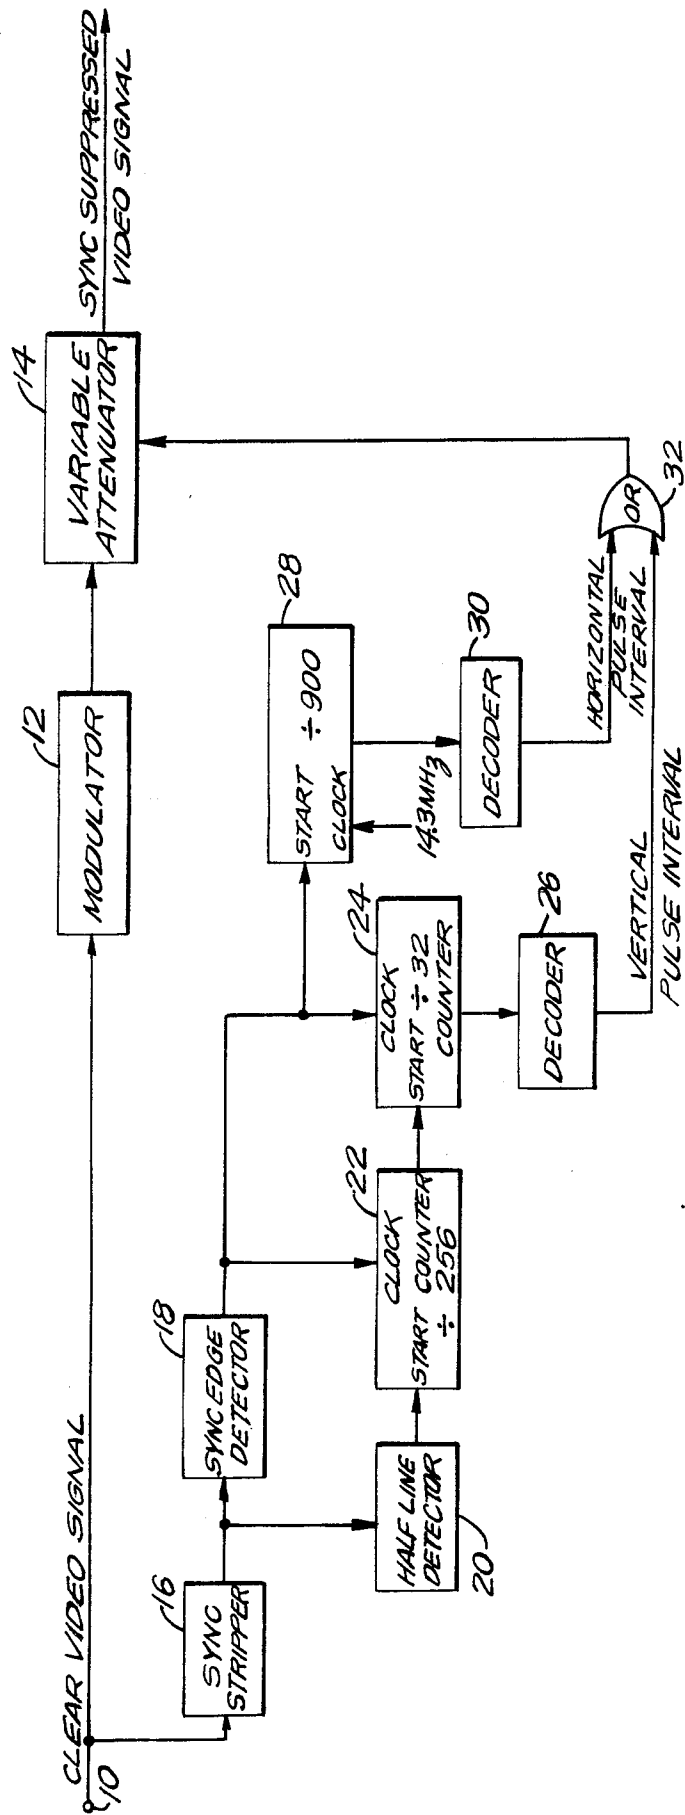 CLEAR VIDEO SIGNAL
10
MODULATOR
12
VARIABLE
ATTENUATOR
14
SYNC SUPPRESSED
VIDEO SIGNAL
SYNC
STRIPPER
16
SYNC EDGE
DETECTOR
18
HALF LINE
DETECTOR
20
CLOCK
START COUNTER
÷ 256
22
CLOCK
START ÷ 32
COUNTER
24
DECODER
26
START ÷ 900
CLOCK
28
14.3MHz
DECODER
30
HORIZONTAL
PULSE
INTERVAL
VERTICAL
PULSE INTERVAL
OR
32